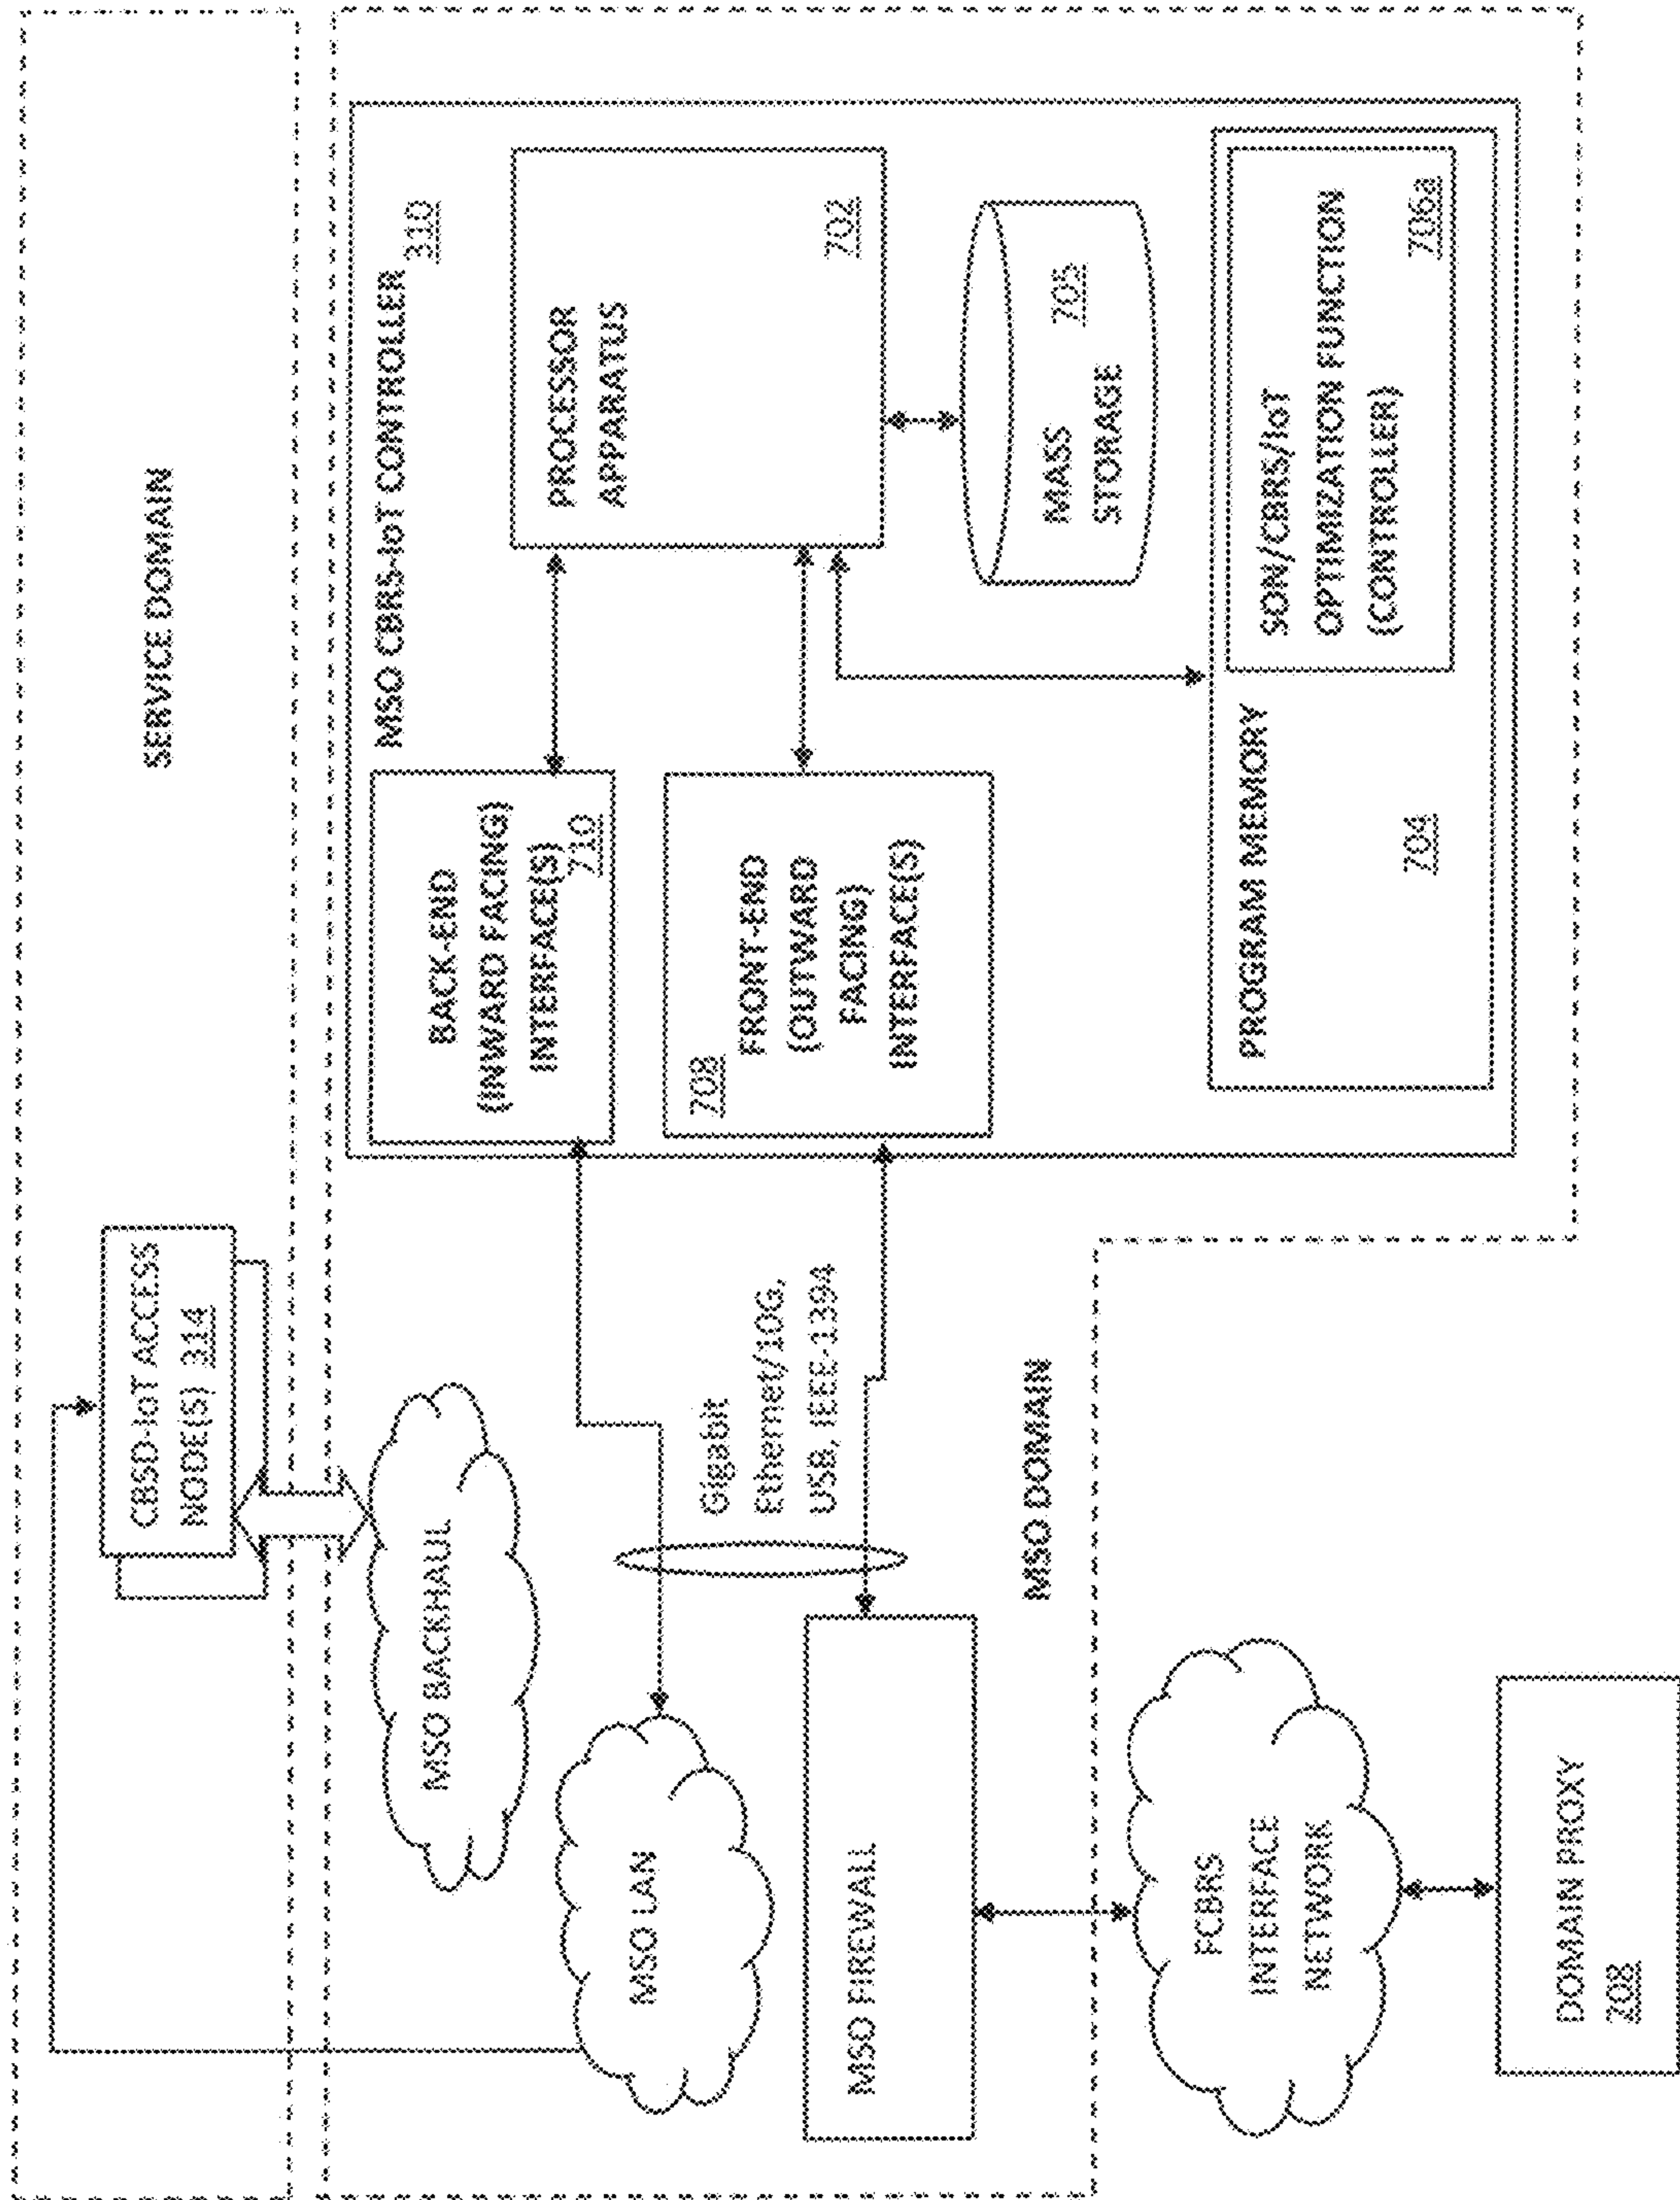 SERVICE DOMAIN
CBSD-IoT ACCESS
NODE(S) 314
MSO BACKHAUL
MSO LAN
MSO FIREWALL
Gigabit
Ethernet/10G,
USB, IEEE-1394
MSO DOMAIN
FCBRS
INTERFACE
NETWORK
DOMAIN PROXY
208
MSO CBRS-IoT CONTROLLER
310
BACK-END
(INWARD FACING)
INTERFACE(S)
710
708
FRONT-END
(OUTWARD
FACING)
INTERFACE(S)
PROCESSOR
APPARATUS
702
MASS
STORAGE
705
PROGRAM MEMORY
704
SON/CBRS/IoT
OPTIMIZATION FUNCTION
(CONTROLLER)
706a